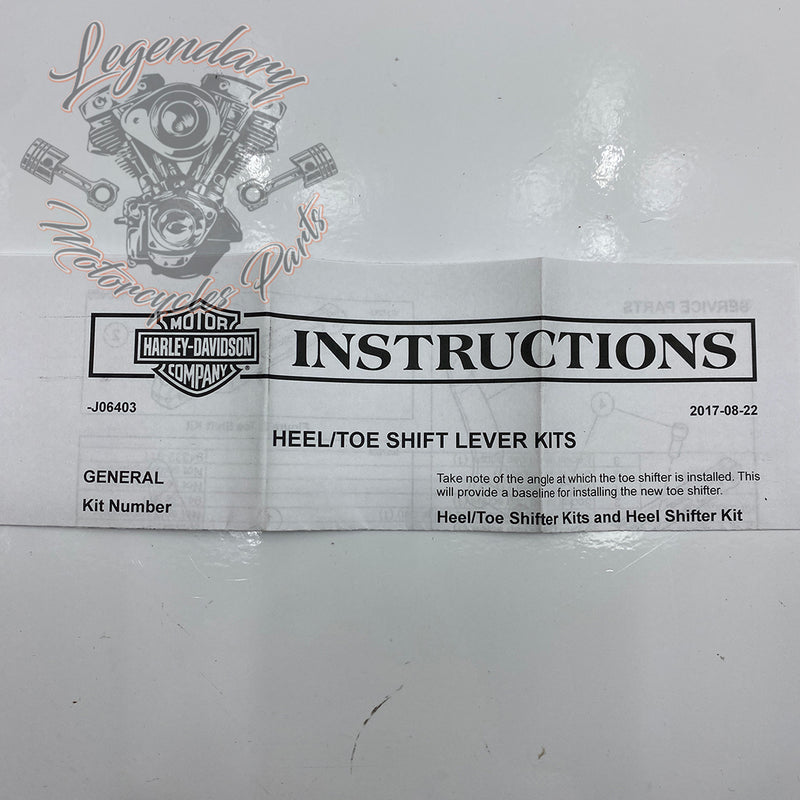 Legendary
Motorcycles Parts
MOTOR
HARLEY-DAVIDSON
COMPANY
INSTRUCTIONS
-J06403
2017-08-22
HEEL/TOE SHIFT LEVER KITS
GENERAL
Kit Number
Take note of the angle at which the toe shifter is installed. This
will provide a baseline for installing the new toe shifter.
Heel/Toe Shifter Kits and Heel Shifter Kit
SERVICE PARTS